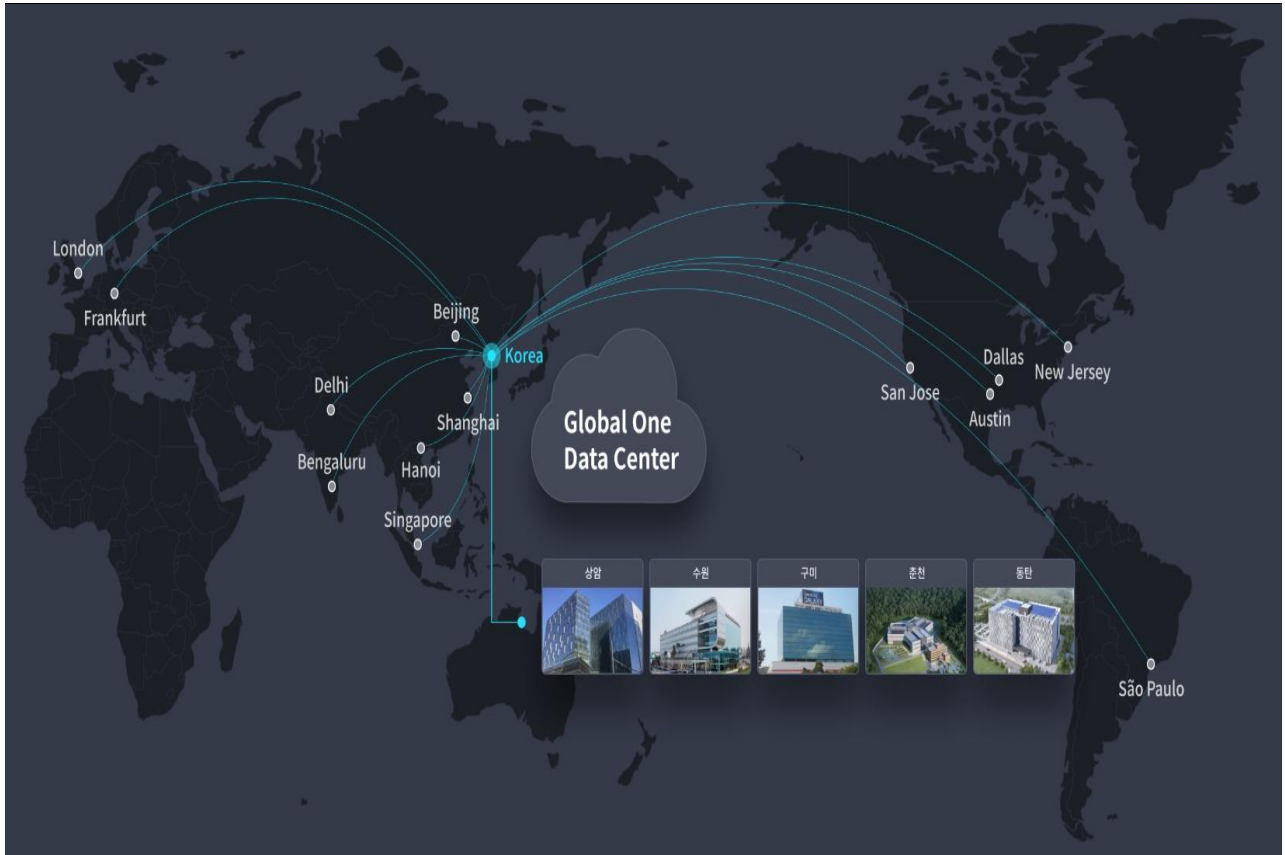 London
Frankfurt
Beijing
Korea
Delhi
Shanghai
Bengaluru
Hanoi
Singapore
Dallas
New Jersey
San Jose
Austin
São Paulo
Global One
Data Center
상암
수원
구미
춘천
동탄